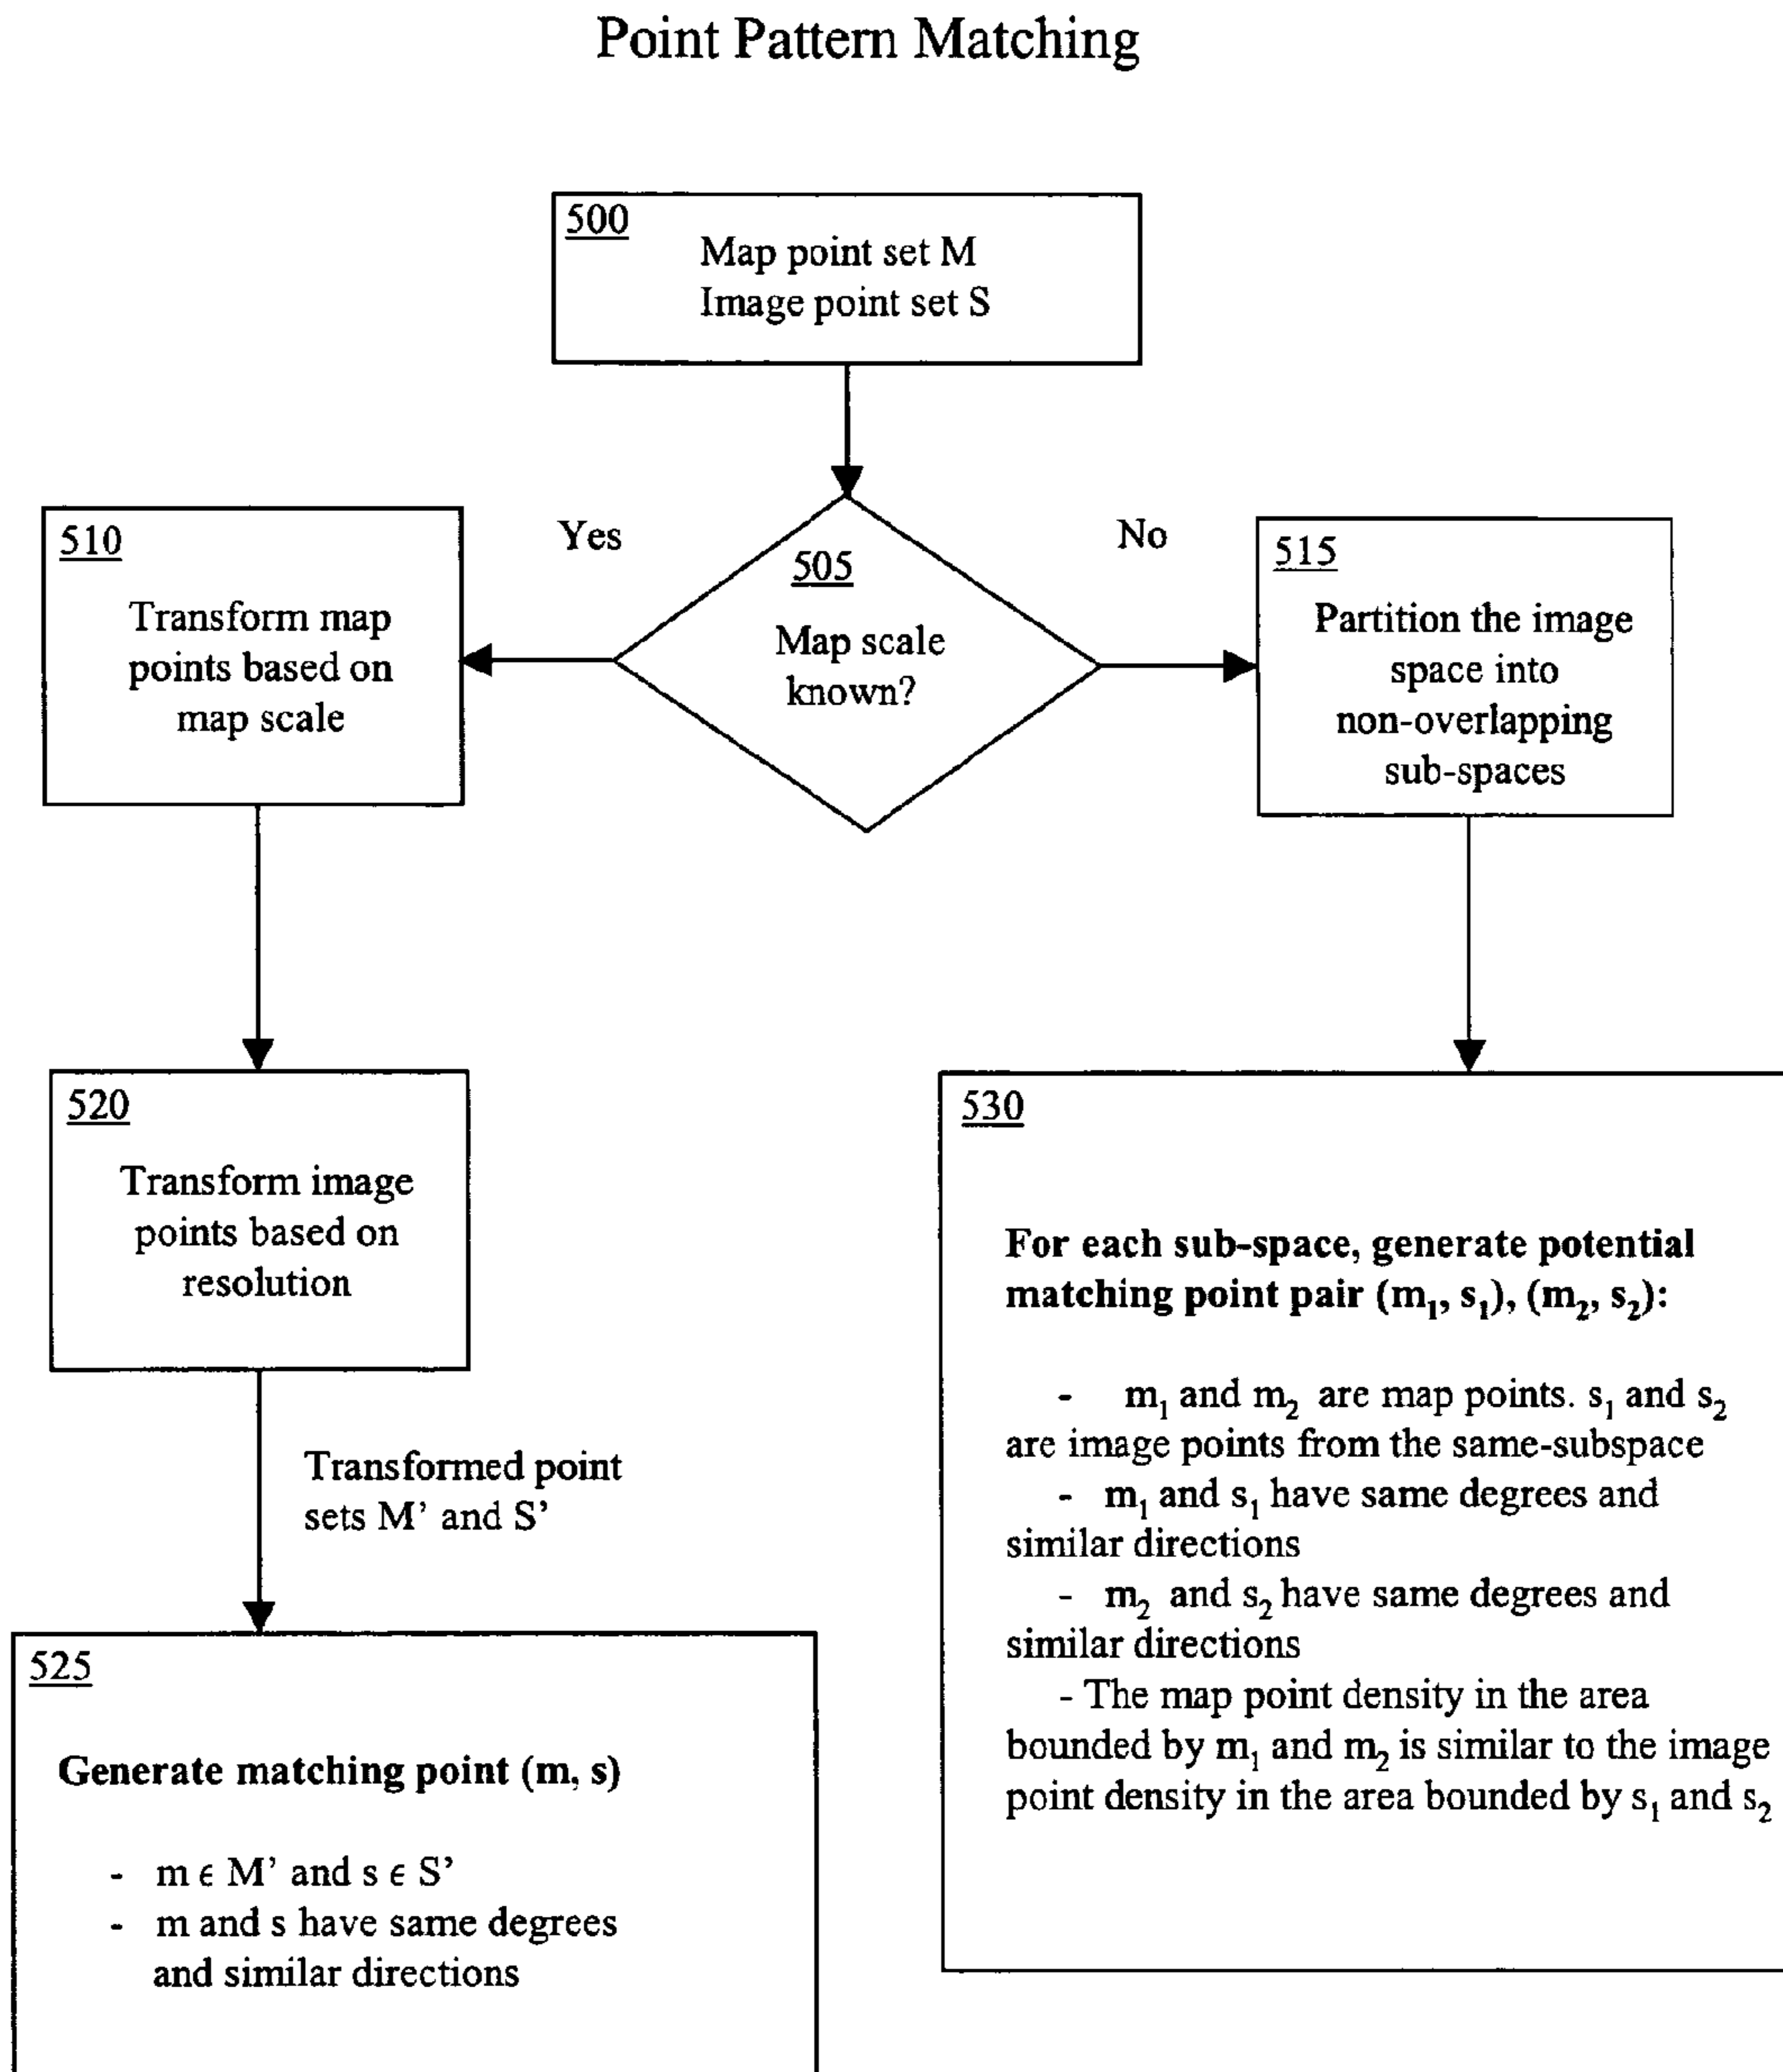 Point Pattern Matching
500
Map point set M
Image point set S
Yes
No
510
Transform map
points based on
map scale
505
Map scale
known?
515
Partition the image
space into
non-overlapping
sub-spaces
520
Transform image
points based on
resolution
Transformed point
sets M’ and S’
525
Generate matching point (m, s)
- m ϵ M’ and s ϵ S’
- m and s have same degrees
and similar directions
530
For each sub-space, generate potential
matching point pair (m₁, s₁), (m₂, s₂):
- m₁ and m₂ are map points. s₁ and s₂
are image points from the same-subspace
- m₁ and s₁ have same degrees and
similar directions
- m₂ and s₂ have same degrees and
similar directions
- The map point density in the area
bounded by m₁ and m₂ is similar to the image
point density in the area bounded by s₁ and s₂